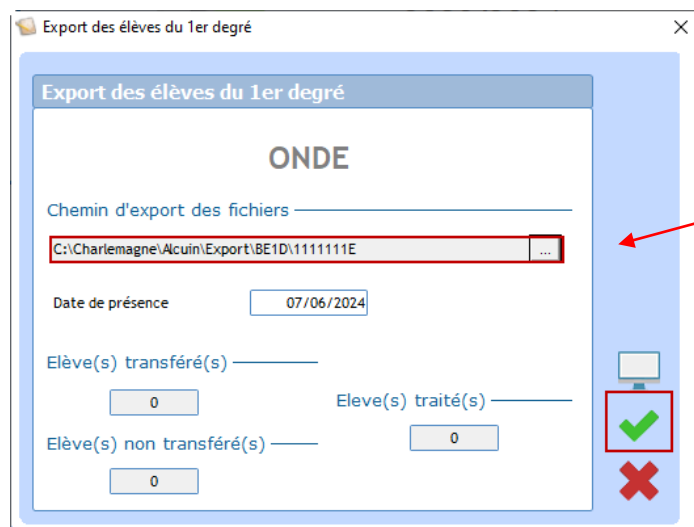 Export des élèves du 1er degré
Export des élèves du 1er degré
ONDE
Chemin d'export des fichiers
C:\Charlemagne\Alcuin\Export\BE1D\1111111E ...
Date de présence 07/06/2024
Elève(s) transféré(s)
0
Eleve(s) traité(s)
0
Elève(s) non transféré(s)
0